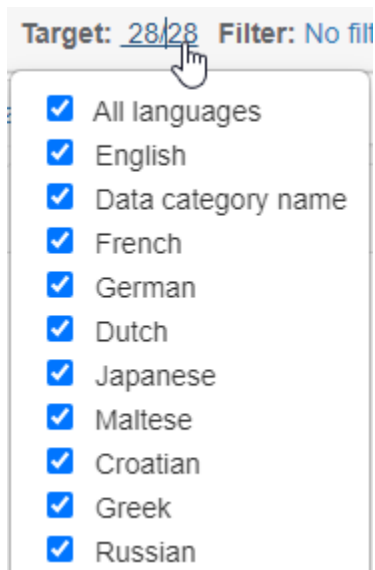 Target: 28/28 Filter: No filt
All languages
English
Data category name
French
German
Dutch
Japanese
Maltese
Croatian
Greek
Russian